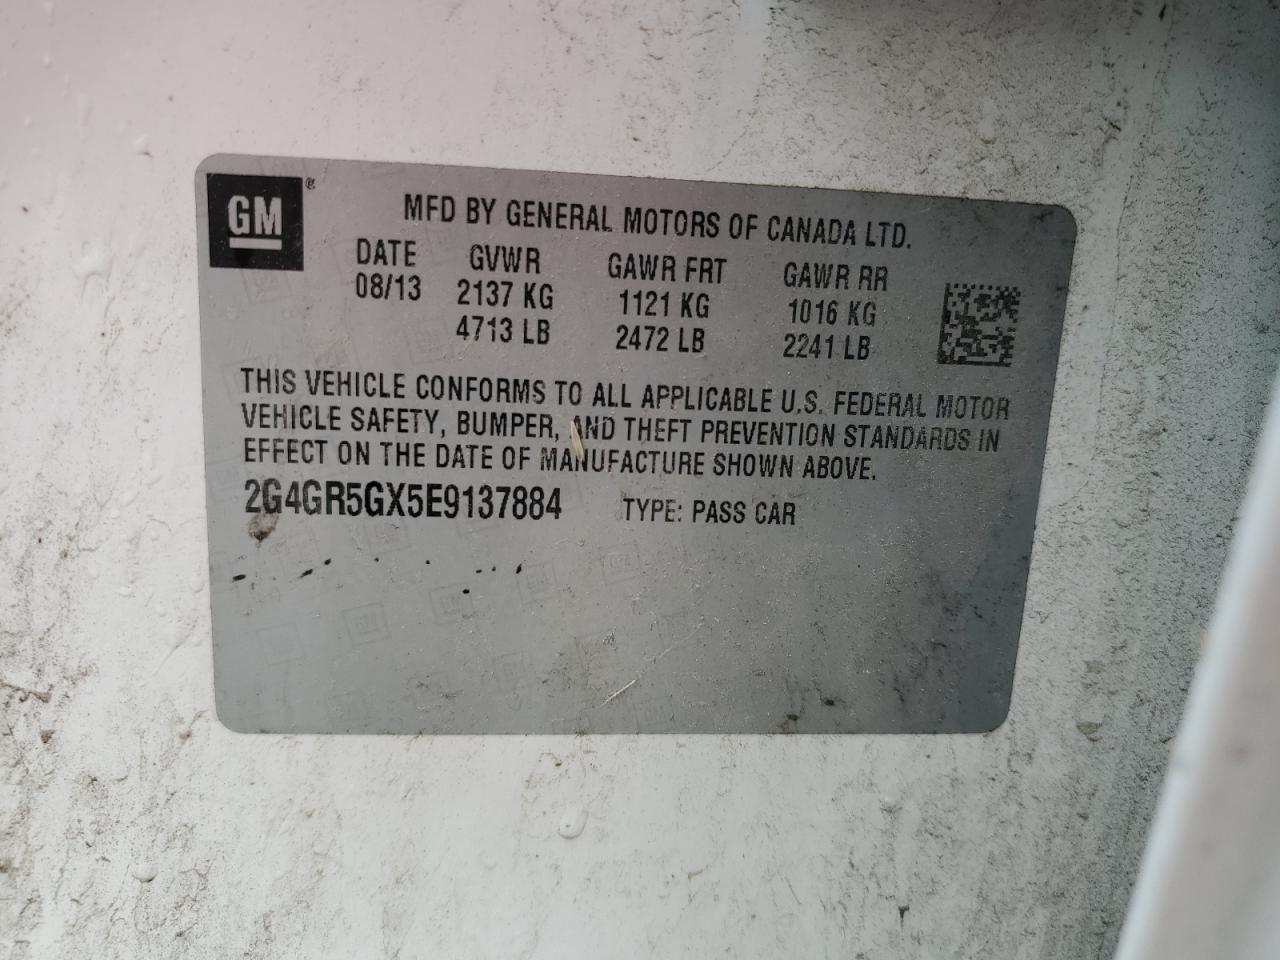 GM®
MFD BY GENERAL MOTORS OF CANADA LTD.
DATE GVWR GAWR FRT GAWR RR
08/13 2137 KG 1121 KG 1016 KG
4713 LB 2472 LB 2241 LB
THIS VEHICLE CONFORMS TO ALL APPLICABLE U.S. FEDERAL MOTOR
VEHICLE SAFETY, BUMPER, AND THEFT PREVENTION STANDARDS IN
EFFECT ON THE DATE OF MANUFACTURE SHOWN ABOVE.
2G4GR5GX5E9137884 TYPE: PASS CAR